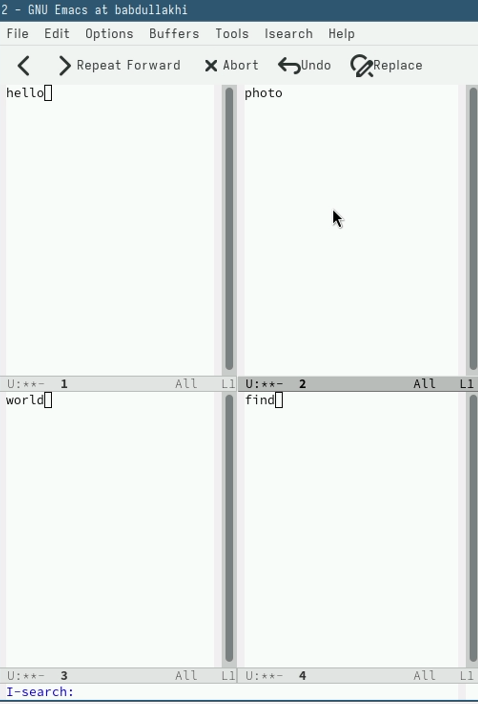 2 - GNU Emacs at babdullakhi
File Edit Options Buffers Tools Isearch Help
Repeat Forward Abort Undo Replace
hello
photo
U:**- 1 All L1
U:**- 2 All L1
world
find
U:**- 3 All L1
U:**- 4 All L1
I-search: